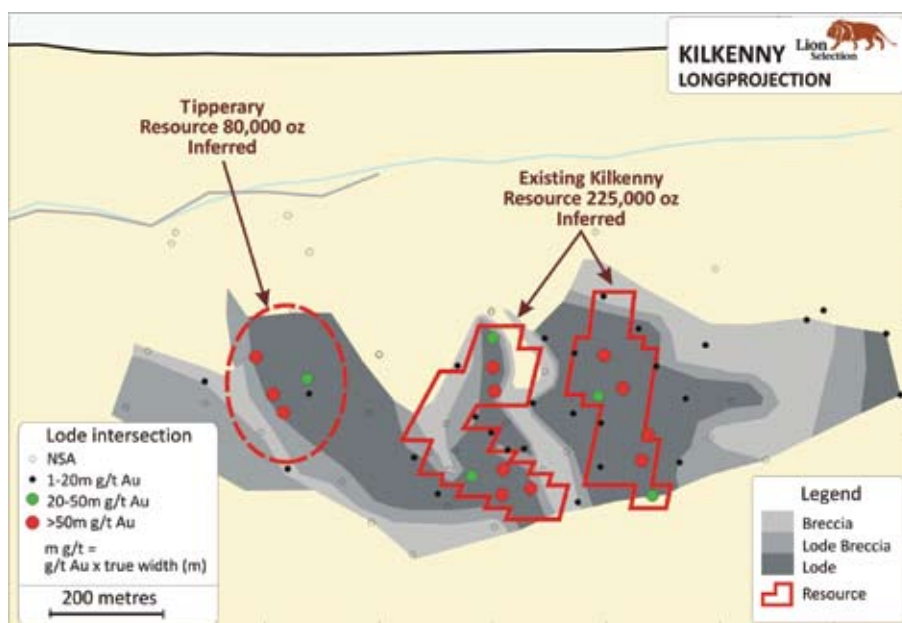 KILKENNY
LONGPROJECTION
Lion
Selection
Tipperary
Resource 80,000 oz
Inferred
Existing Kilkenny
Resource 225,000 oz
Inferred
Lode intersection
NSA
1-20m g/t Au
20-50m g/t Au
>50m g/t Au
m g/t =
g/t Au x true width (m)
200 metres
Legend
Breccia
Lode Breccia
Lode
Resource